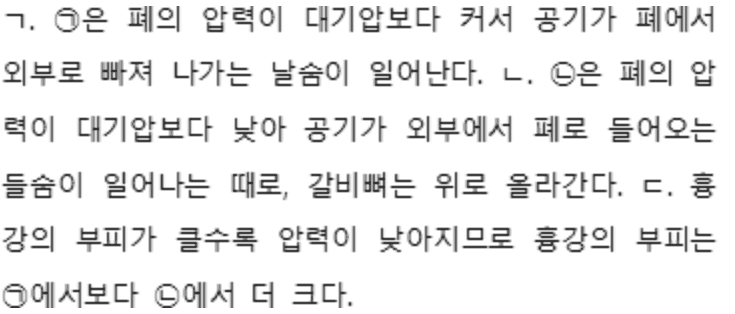 ㄱ. ㉠은 폐의 압력이 대기압보다 커서 공기가 폐에서
외부로 빠져 나가는 날숨이 일어난다. ㄴ. ㉡은 폐의 압
력이 대기압보다 낮아 공기가 외부에서 폐로 들어오는
들숨이 일어나는 때로, 갈비뼈는 위로 올라간다. ㄷ. 흉
강의 부피가 클수록 압력이 낮아지므로 흉강의 부피는
㉠에서보다 ㉡에서 더 크다.